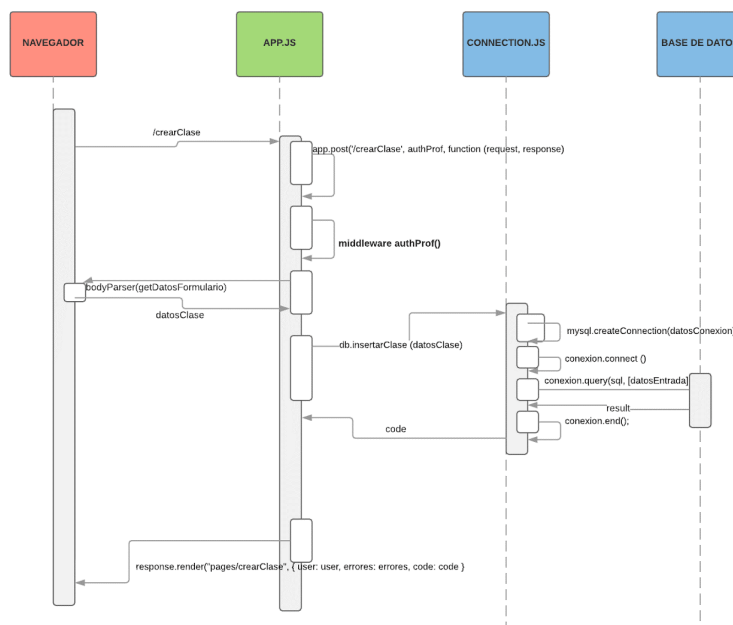 NAVEGADOR
APP.JS
CONNECTION.JS
BASE DE DATO
/crearClase
app.post('/crearClase', authProf, function (request, response)
middleware authProf()
bodyParser(getDatosFormulario)
datosClase
db.insertarClase (datosClase)
mysql.createConnection(datosConexion)
conexion.connect ()
conexion.query(sql, [datosEntrada]
result
conexion.end();
code
response.render("pages/crearClase", { user: user, errores: errores, code: code }